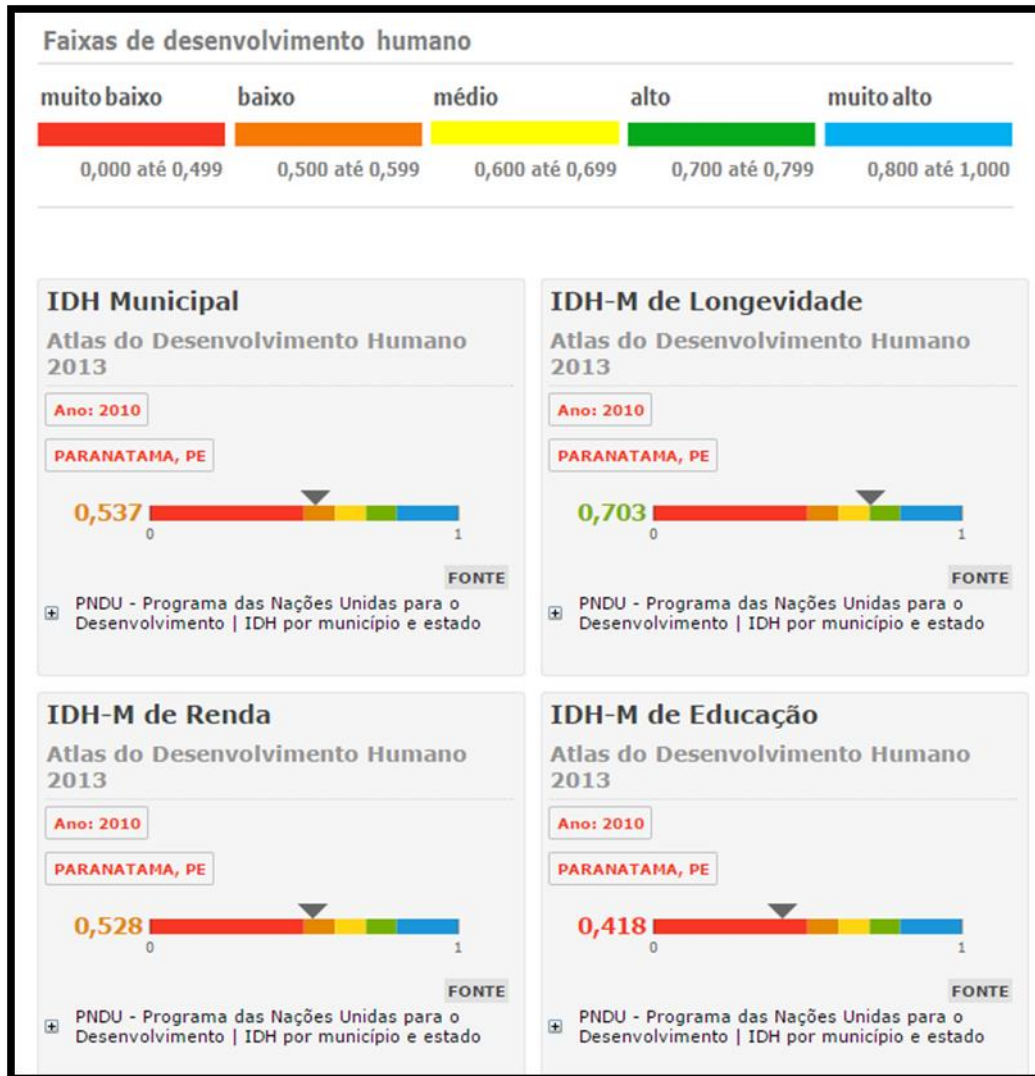 Faixas de desenvolvimento humano
muito baixo baixo médio alto muito alto
0,000 até 0,499 0,500 até 0,599 0,600 até 0,699 0,700 até 0,799 0,800 até 1,000
IDH Municipal
Atlas do Desenvolvimento Humano
2013
Ano: 2010
PARANATAMA, PE
0,537
0 1
FONTE
PNDU - Programa das Nações Unidas para o
Desenvolvimento | IDH por município e estado
IDH-M de Longevidade
Atlas do Desenvolvimento Humano
2013
Ano: 2010
PARANATAMA, PE
0,703
0 1
FONTE
PNDU - Programa das Nações Unidas para o
Desenvolvimento | IDH por município e estado
IDH-M de Renda
Atlas do Desenvolvimento Humano
2013
Ano: 2010
PARANATAMA, PE
0,528
0 1
FONTE
PNDU - Programa das Nações Unidas para o
Desenvolvimento | IDH por município e estado
IDH-M de Educação
Atlas do Desenvolvimento Humano
2013
Ano: 2010
PARANATAMA, PE
0,418
0 1
FONTE
PNDU - Programa das Nações Unidas para o
Desenvolvimento | IDH por município e estado